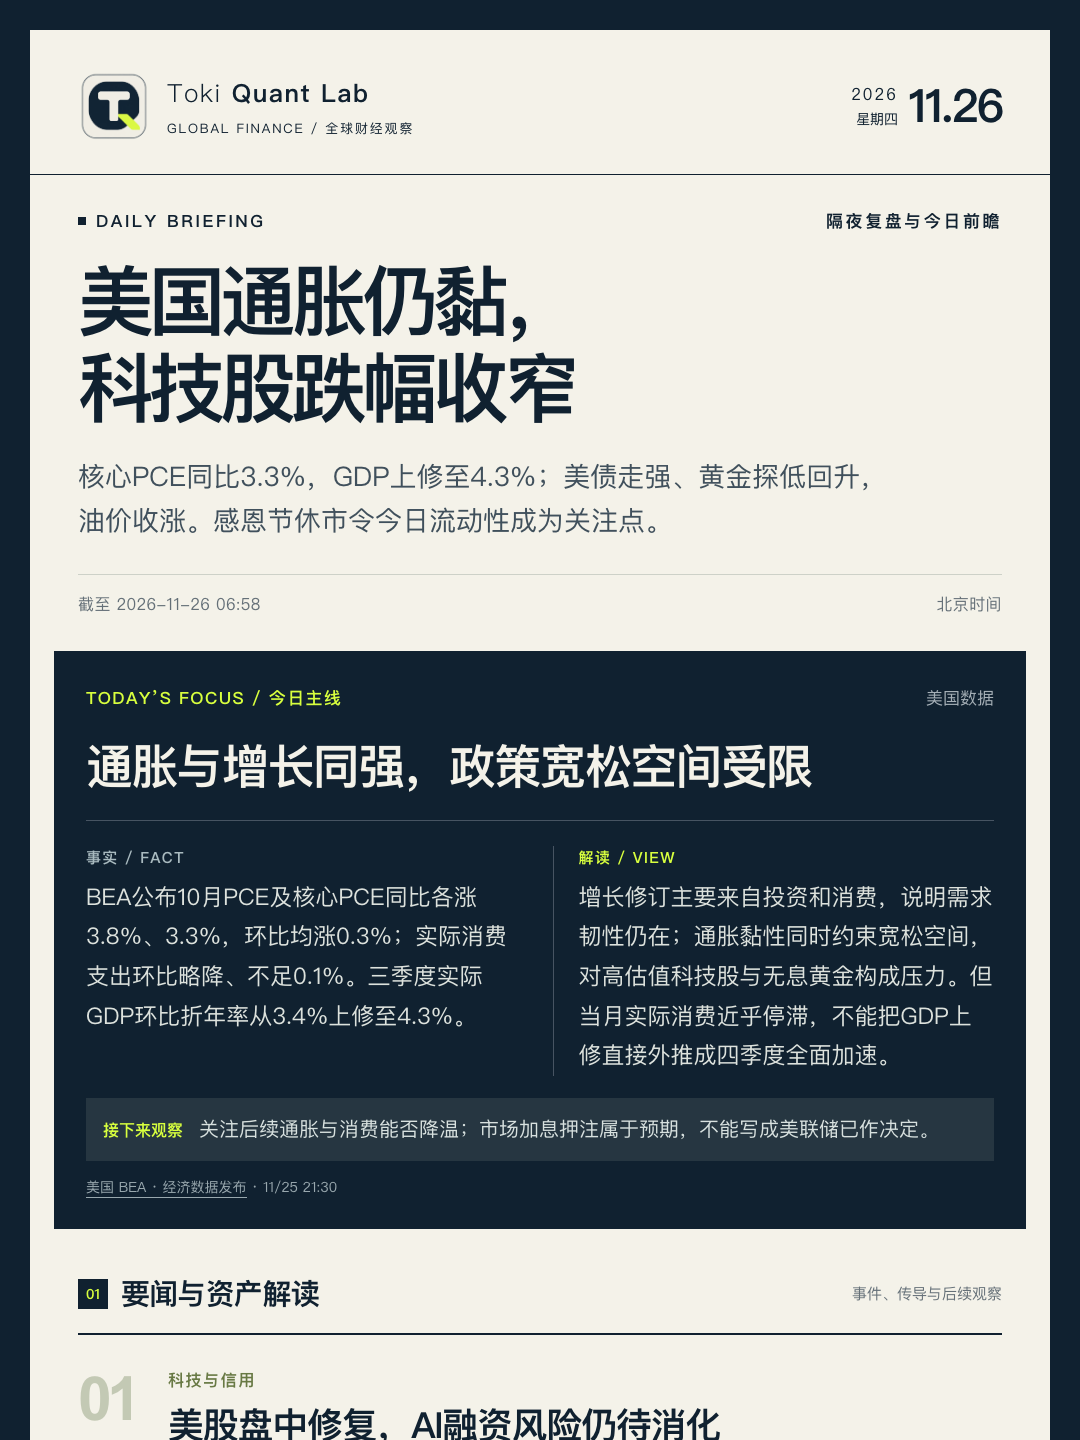 Toki Quant Lab
GLOBAL FINANCE / 全球财经观察
2026
星期四
11.26
DAILY BRIEFING
隔夜复盘与今日前瞻
美国通胀仍黏，
科技股跌幅收窄
核心PCE同比3.3%，GDP上修至4.3%；美债走强、黄金探低回升，
油价收涨。感恩节休市令今日流动性成为关注点。
截至 2026-11-26 06:58
北京时间
TODAY'S FOCUS / 今日主线
美国数据
通胀与增长同强，政策宽松空间受限
事实 / FACT
BEA公布10月PCE及核心PCE同比各涨
3.8%、3.3%，环比均涨0.3%；实际消费
支出环比略降、不足0.1%。三季度实际
GDP环比折年率从3.4%上修至4.3%。
解读 / VIEW
增长修订主要来自投资和消费，说明需求
韧性仍在；通胀黏性同时约束宽松空间，
对高估值科技股与无息黄金构成压力。但
当月实际消费近乎停滞，不能把GDP上
修直接外推成四季度全面加速。
接下来观察 关注后续通胀与消费能否降温；市场加息押注属于预期，不能写成美联储已作决定。
美国 BEA · 经济数据发布 · 11/25 21:30
01 要闻与资产解读
事件、传导与后续观察
01
科技与信用
美股盘中修复，AI融资风险仍待消化